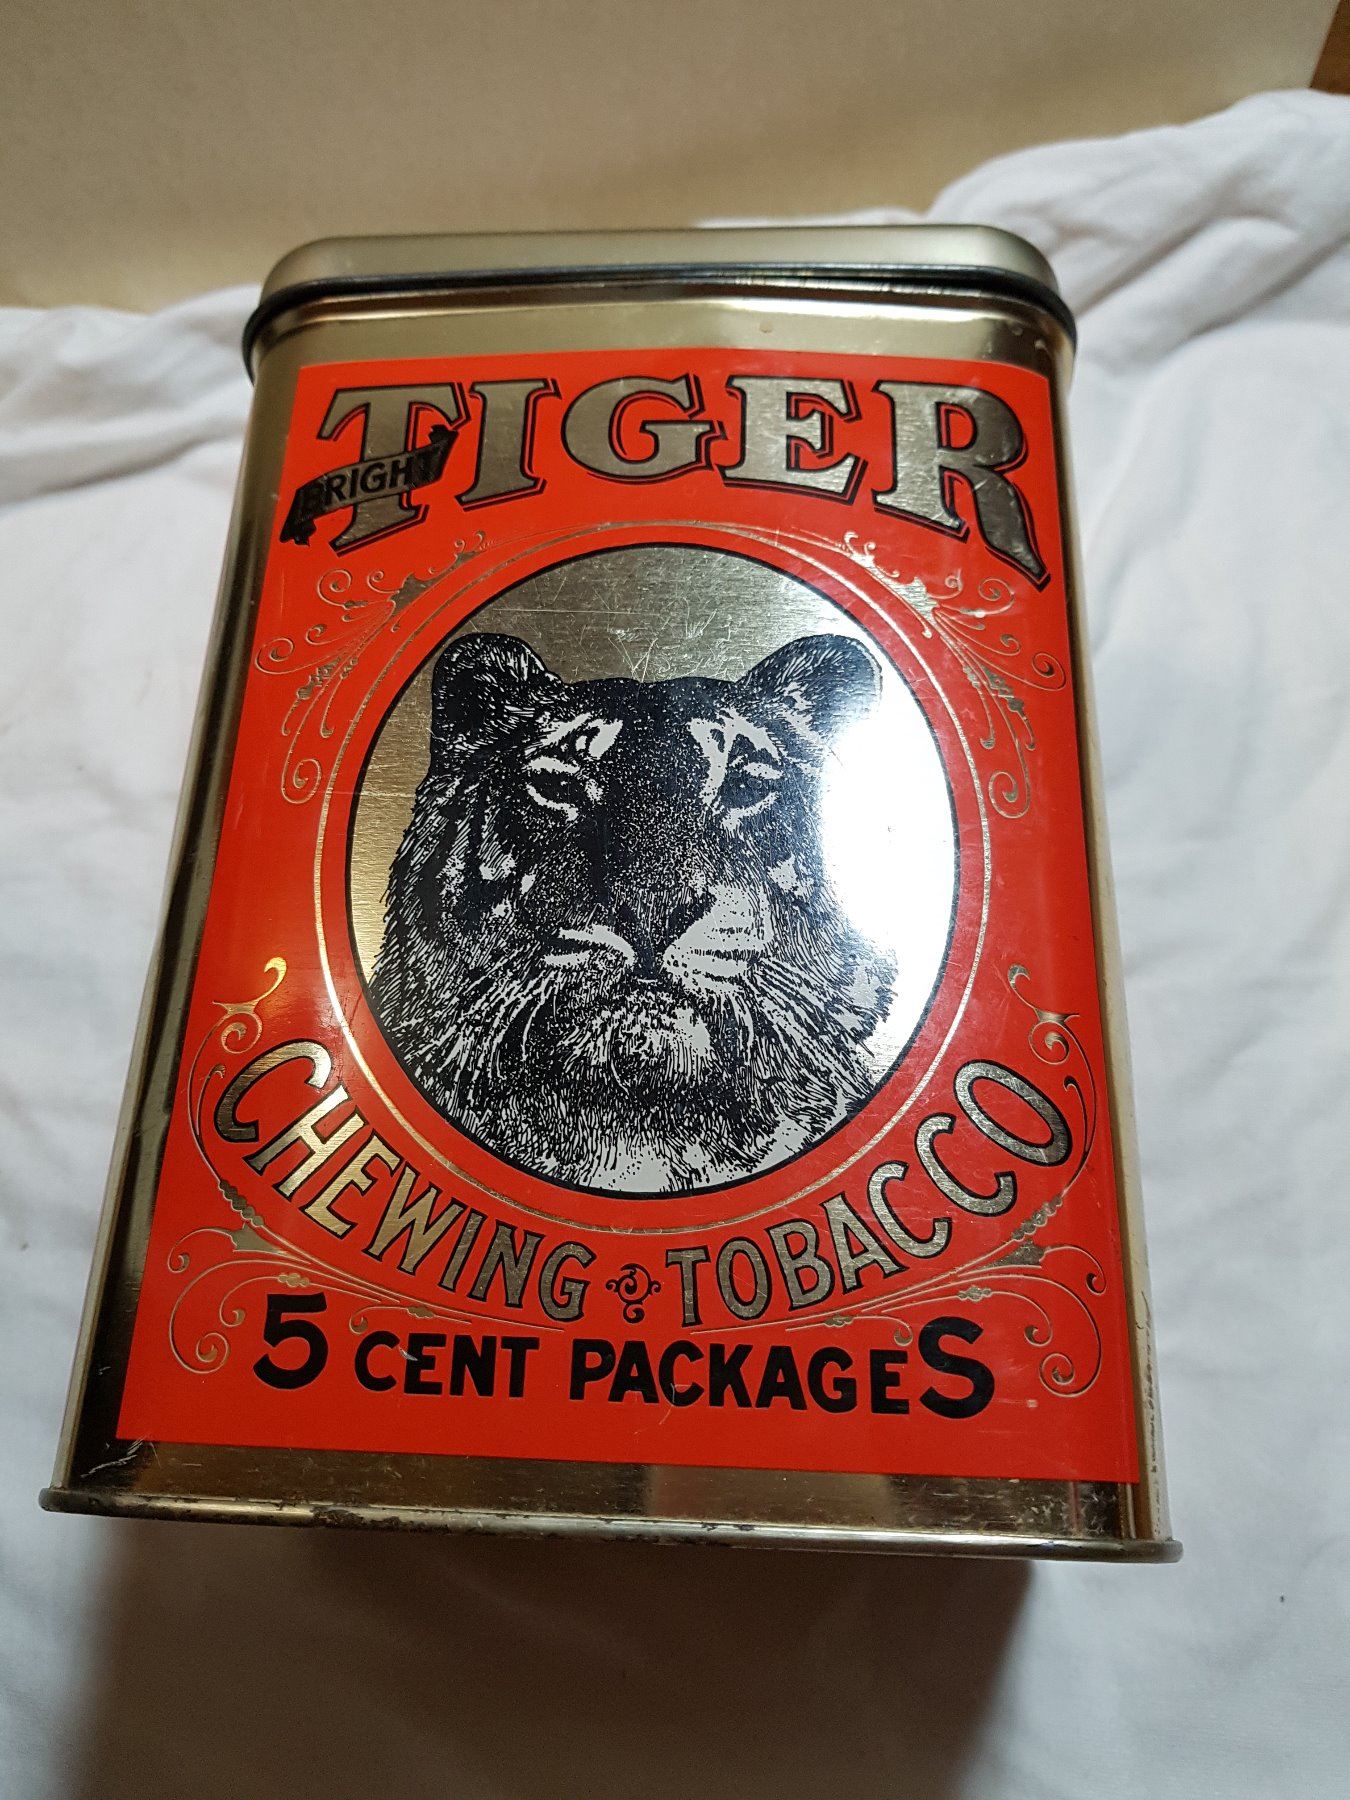 TIGER
BRIGHT
CHEWING TOBACCO
5 CENT PACKAGES